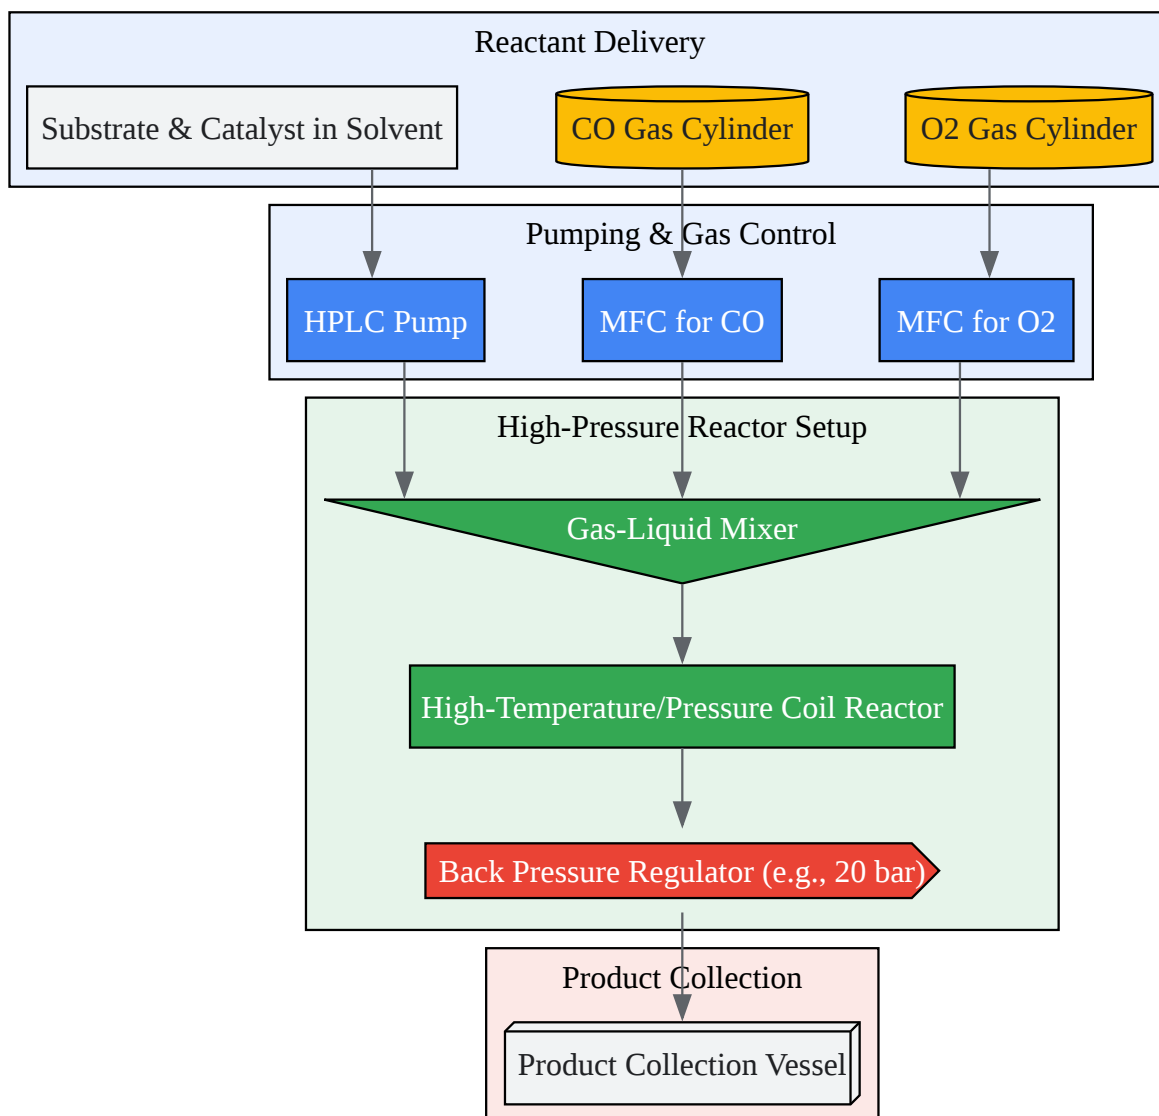 Reactant Delivery
Substrate & Catalyst in Solvent
CO Gas Cylinder
O2 Gas Cylinder
Pumping & Gas Control
HPLC Pump
MFC for CO
MFC for O2
High-Pressure Reactor Setup
Gas-Liquid Mixer
High-Temperature/Pressure Coil Reactor
Back Pressure Regulator (e.g., 20 bar)
Product Collection
Product Collection Vessel